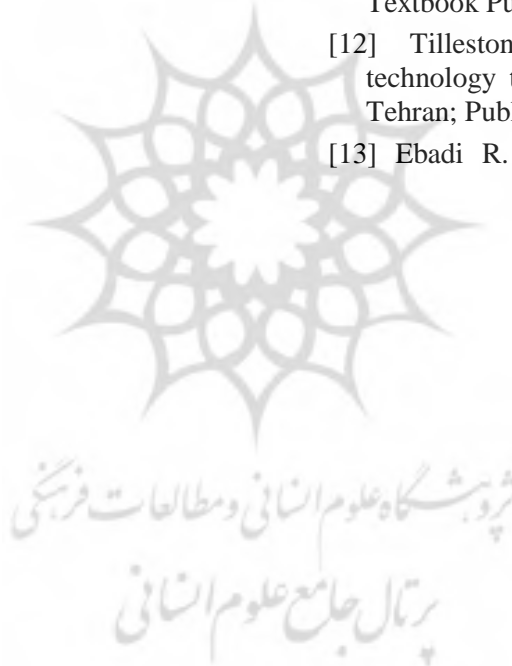 Textbook Pu
[12] Tilleston
technology t
Tehran; Publ
[13] Ebadi R.
پژوهشگاه علوم انسانی و مطالعات فرهنگی
پرتال جامع علوم انسانی